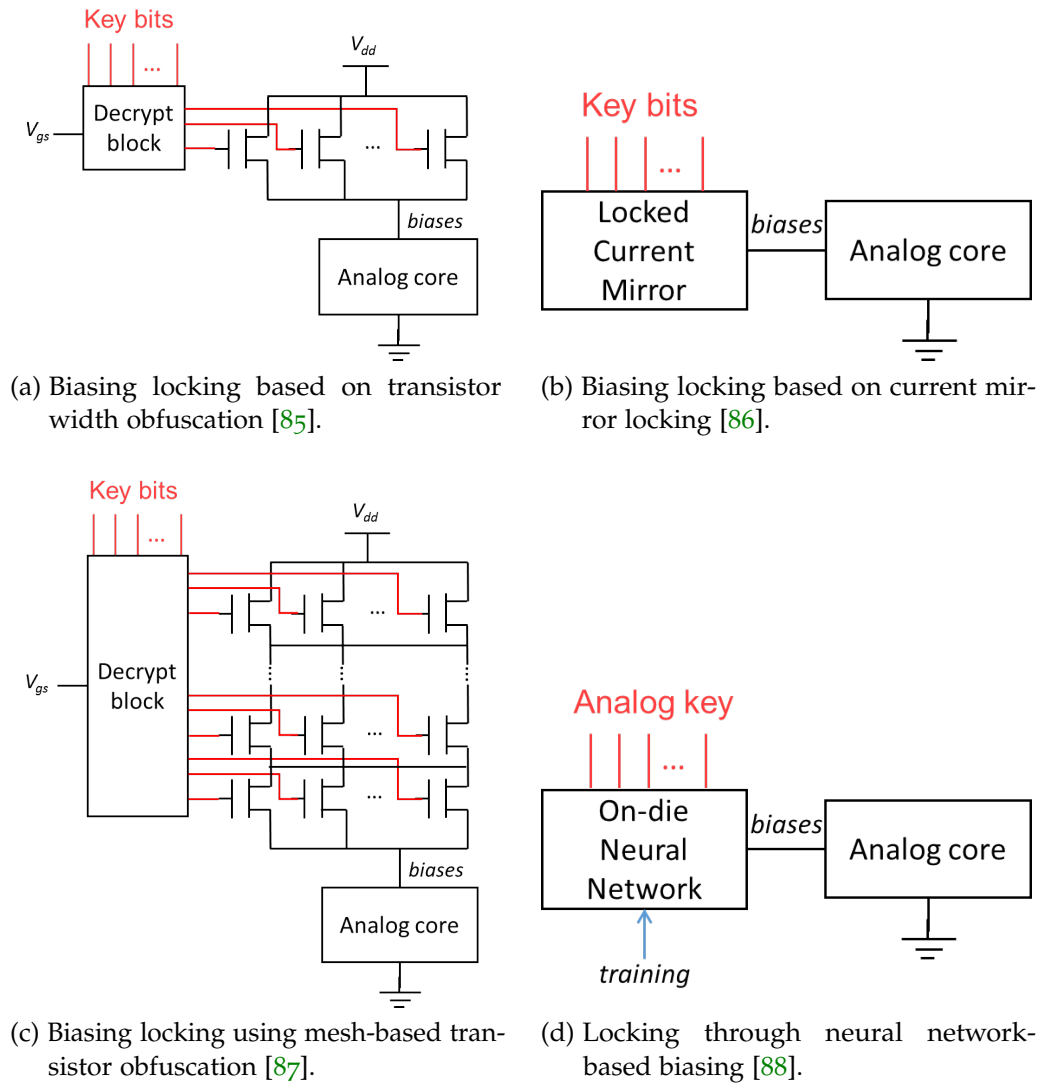 Key bits
...
Decrypt
block
V_gs
V_dd
...
biases
Analog core
(a) Biasing locking based on transistor
width obfuscation [85].
Key bits
...
Locked
Current
Mirror
biases
Analog core
(b) Biasing locking based on current mir-
ror locking [86].
Key bits
...
Decrypt
block
V_gs
V_dd
...
...
...
biases
Analog core
(c) Biasing locking using mesh-based tran-
sistor obfuscation [87].
Analog key
...
On-die
Neural
Network
biases
Analog core
training
(d) Locking through neural network-
based biasing [88].